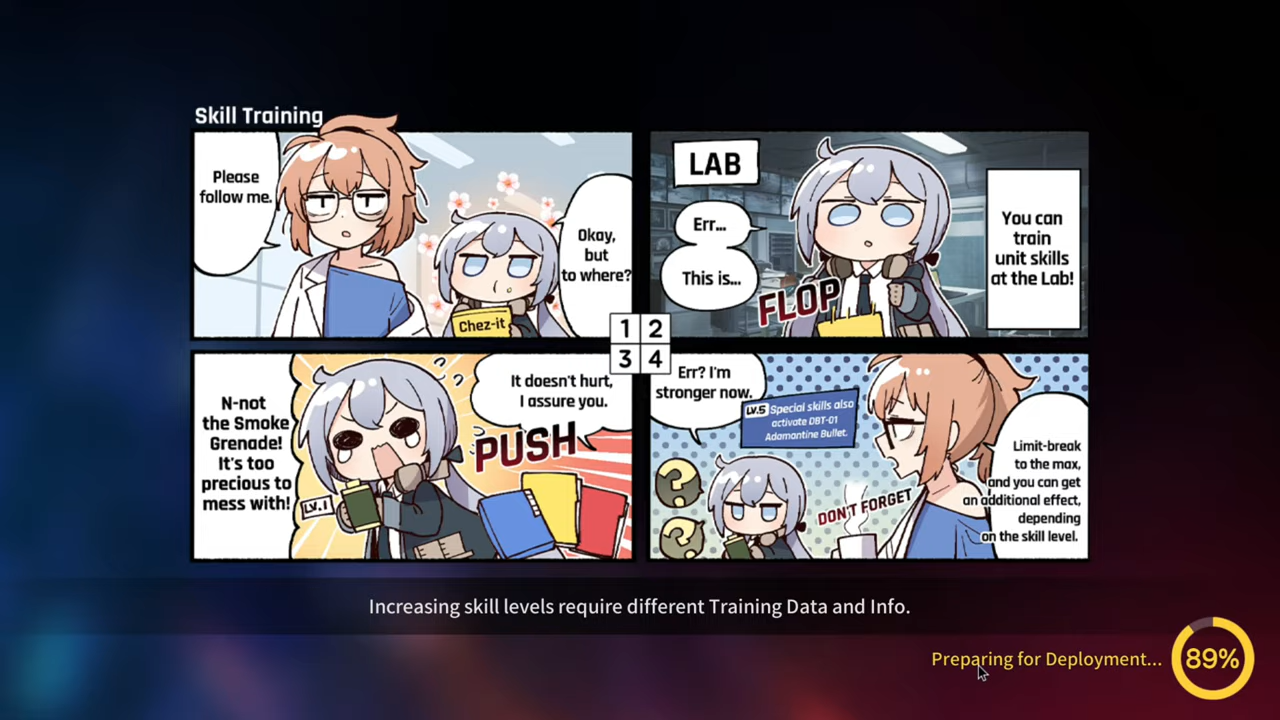 Skill Training
Please
follow me.
Okay,
but
to where?
Chez-it
LAB
Err...
This is...
FLOP
You can
train
unit skills
at the Lab!
1 2
3 4
N-not
the Smoke
Grenade!
It's too
precious to
mess with!
LV.1
It doesn't hurt,
I assure you.
PUSH
Err? I'm
stronger now.
LV.5 Special skills also
activate DBT-01
Adamantine Bullet.
?
?
DON'T FORGET
Limit-break
to the max,
and you can get
an additional effect,
depending
on the skill level.
Increasing skill levels require different Training Data and Info.
Preparing for Deployment...
89%